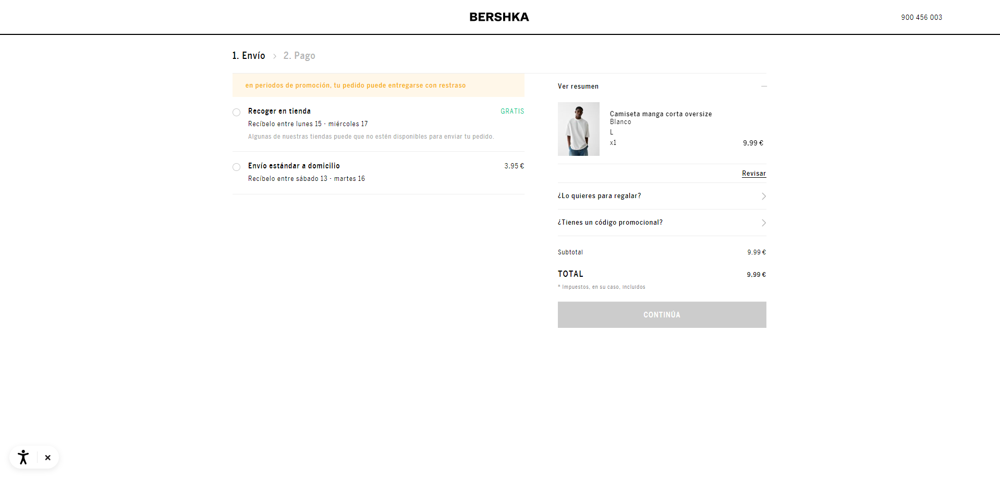 BERSHKA
900 456 003
1. Envío > 2. Pago
en periodos de promoción, tu pedido puede entregarse con restraso
Recoger en tienda GRATIS
Recíbelo entre lunes 15 - miércoles 17
Algunas de nuestras tiendas puede que no estén disponibles para enviar tu pedido.
Envío estándar a domicilio 3,95 €
Recíbelo entre sábado 13 - martes 16
Ver resumen
Camiseta manga corta oversize
Blanco
L
x1 9,99 €
Revisar
¿Lo quieres para regalar?
¿Tienes un código promocional?
Subtotal 9,99 €
TOTAL 9,99 €
* Impuestos, en su caso, incluidos
CONTINÚA